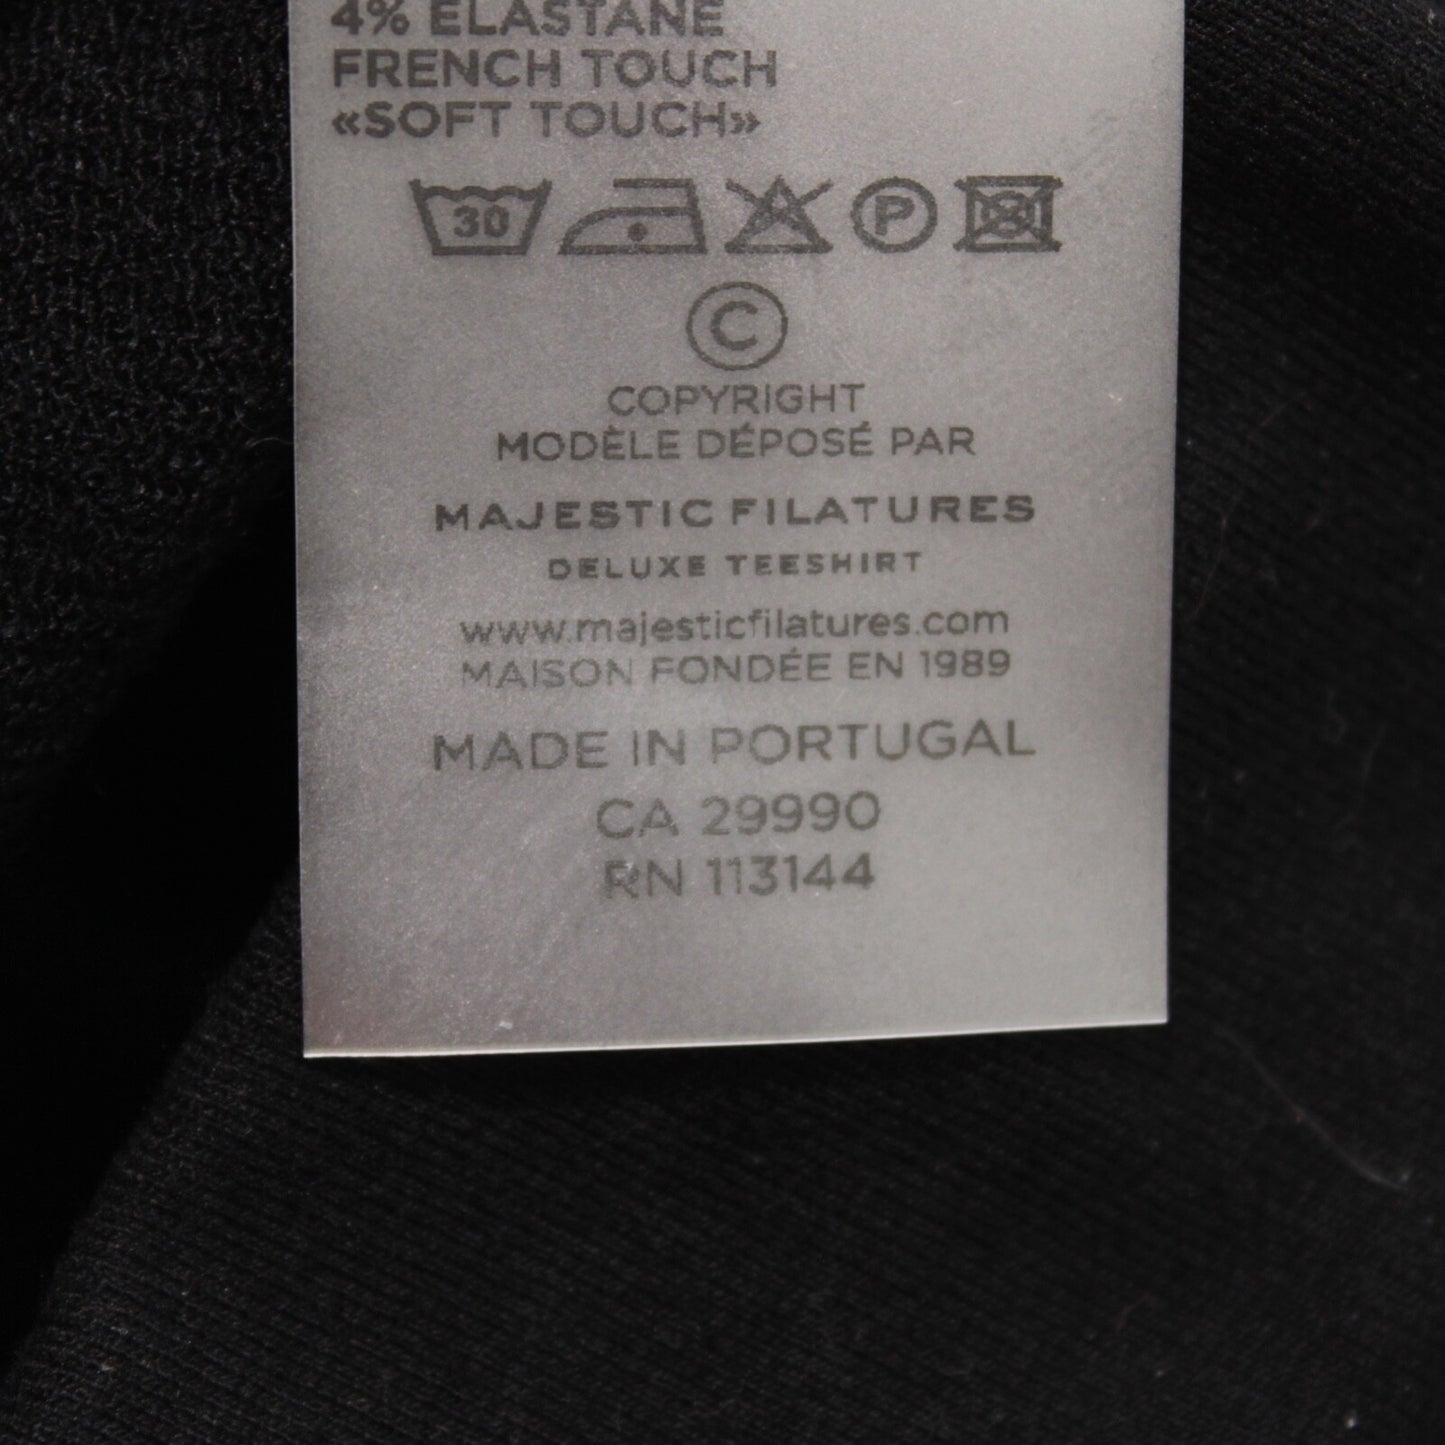 4% ELASTANE
FRENCH TOUCH
«SOFT TOUCH»
30 P
©
COPYRIGHT
MODÈLE DÉPOSÉ PAR
MAJESTIC FILATURES
DELUXE TEESHIRT
www.majesticfilatures.com
MAISON FONDÉE EN 1989
MADE IN PORTUGAL
CA 29990
RN 113144